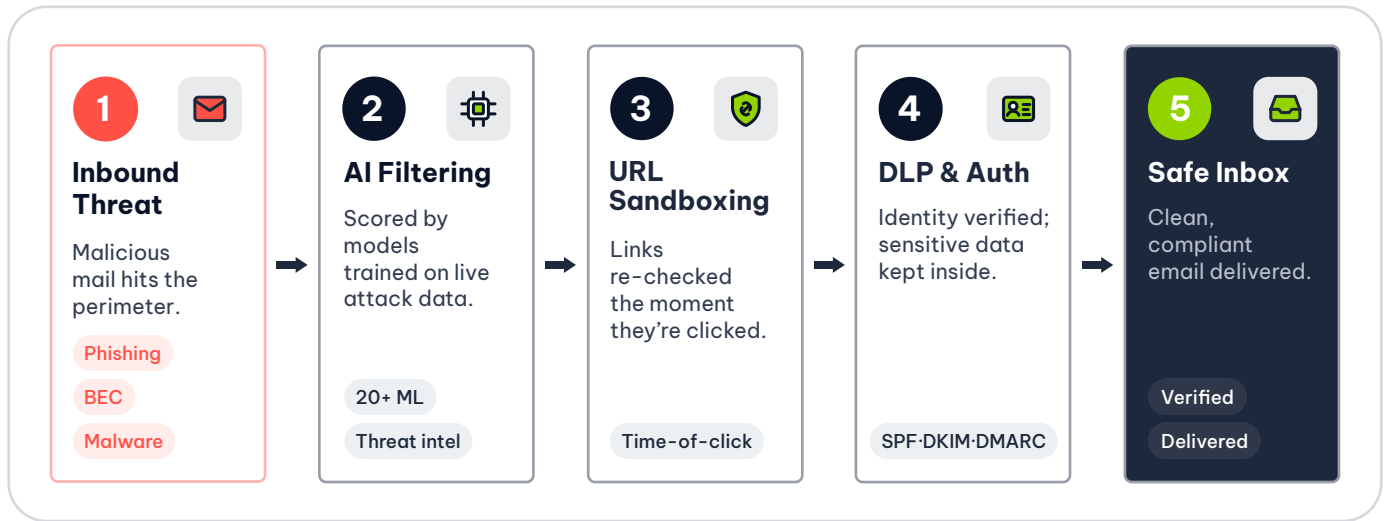 1
Inbound
Threat
Malicious
mail hits the
perimeter.
Phishing
BEC
Malware
2
AI Filtering
Scored by
models
trained on live
attack data.
20+ ML
Threat intel
3
URL
Sandboxing
Links
re-checked
the moment
they’re clicked.
Time-of-click
4
DLP & Auth
Identity verified;
sensitive data
kept inside.
SPF·DKIM·DMARC
5
Safe Inbox
Clean,
compliant
email delivered.
Verified
Delivered